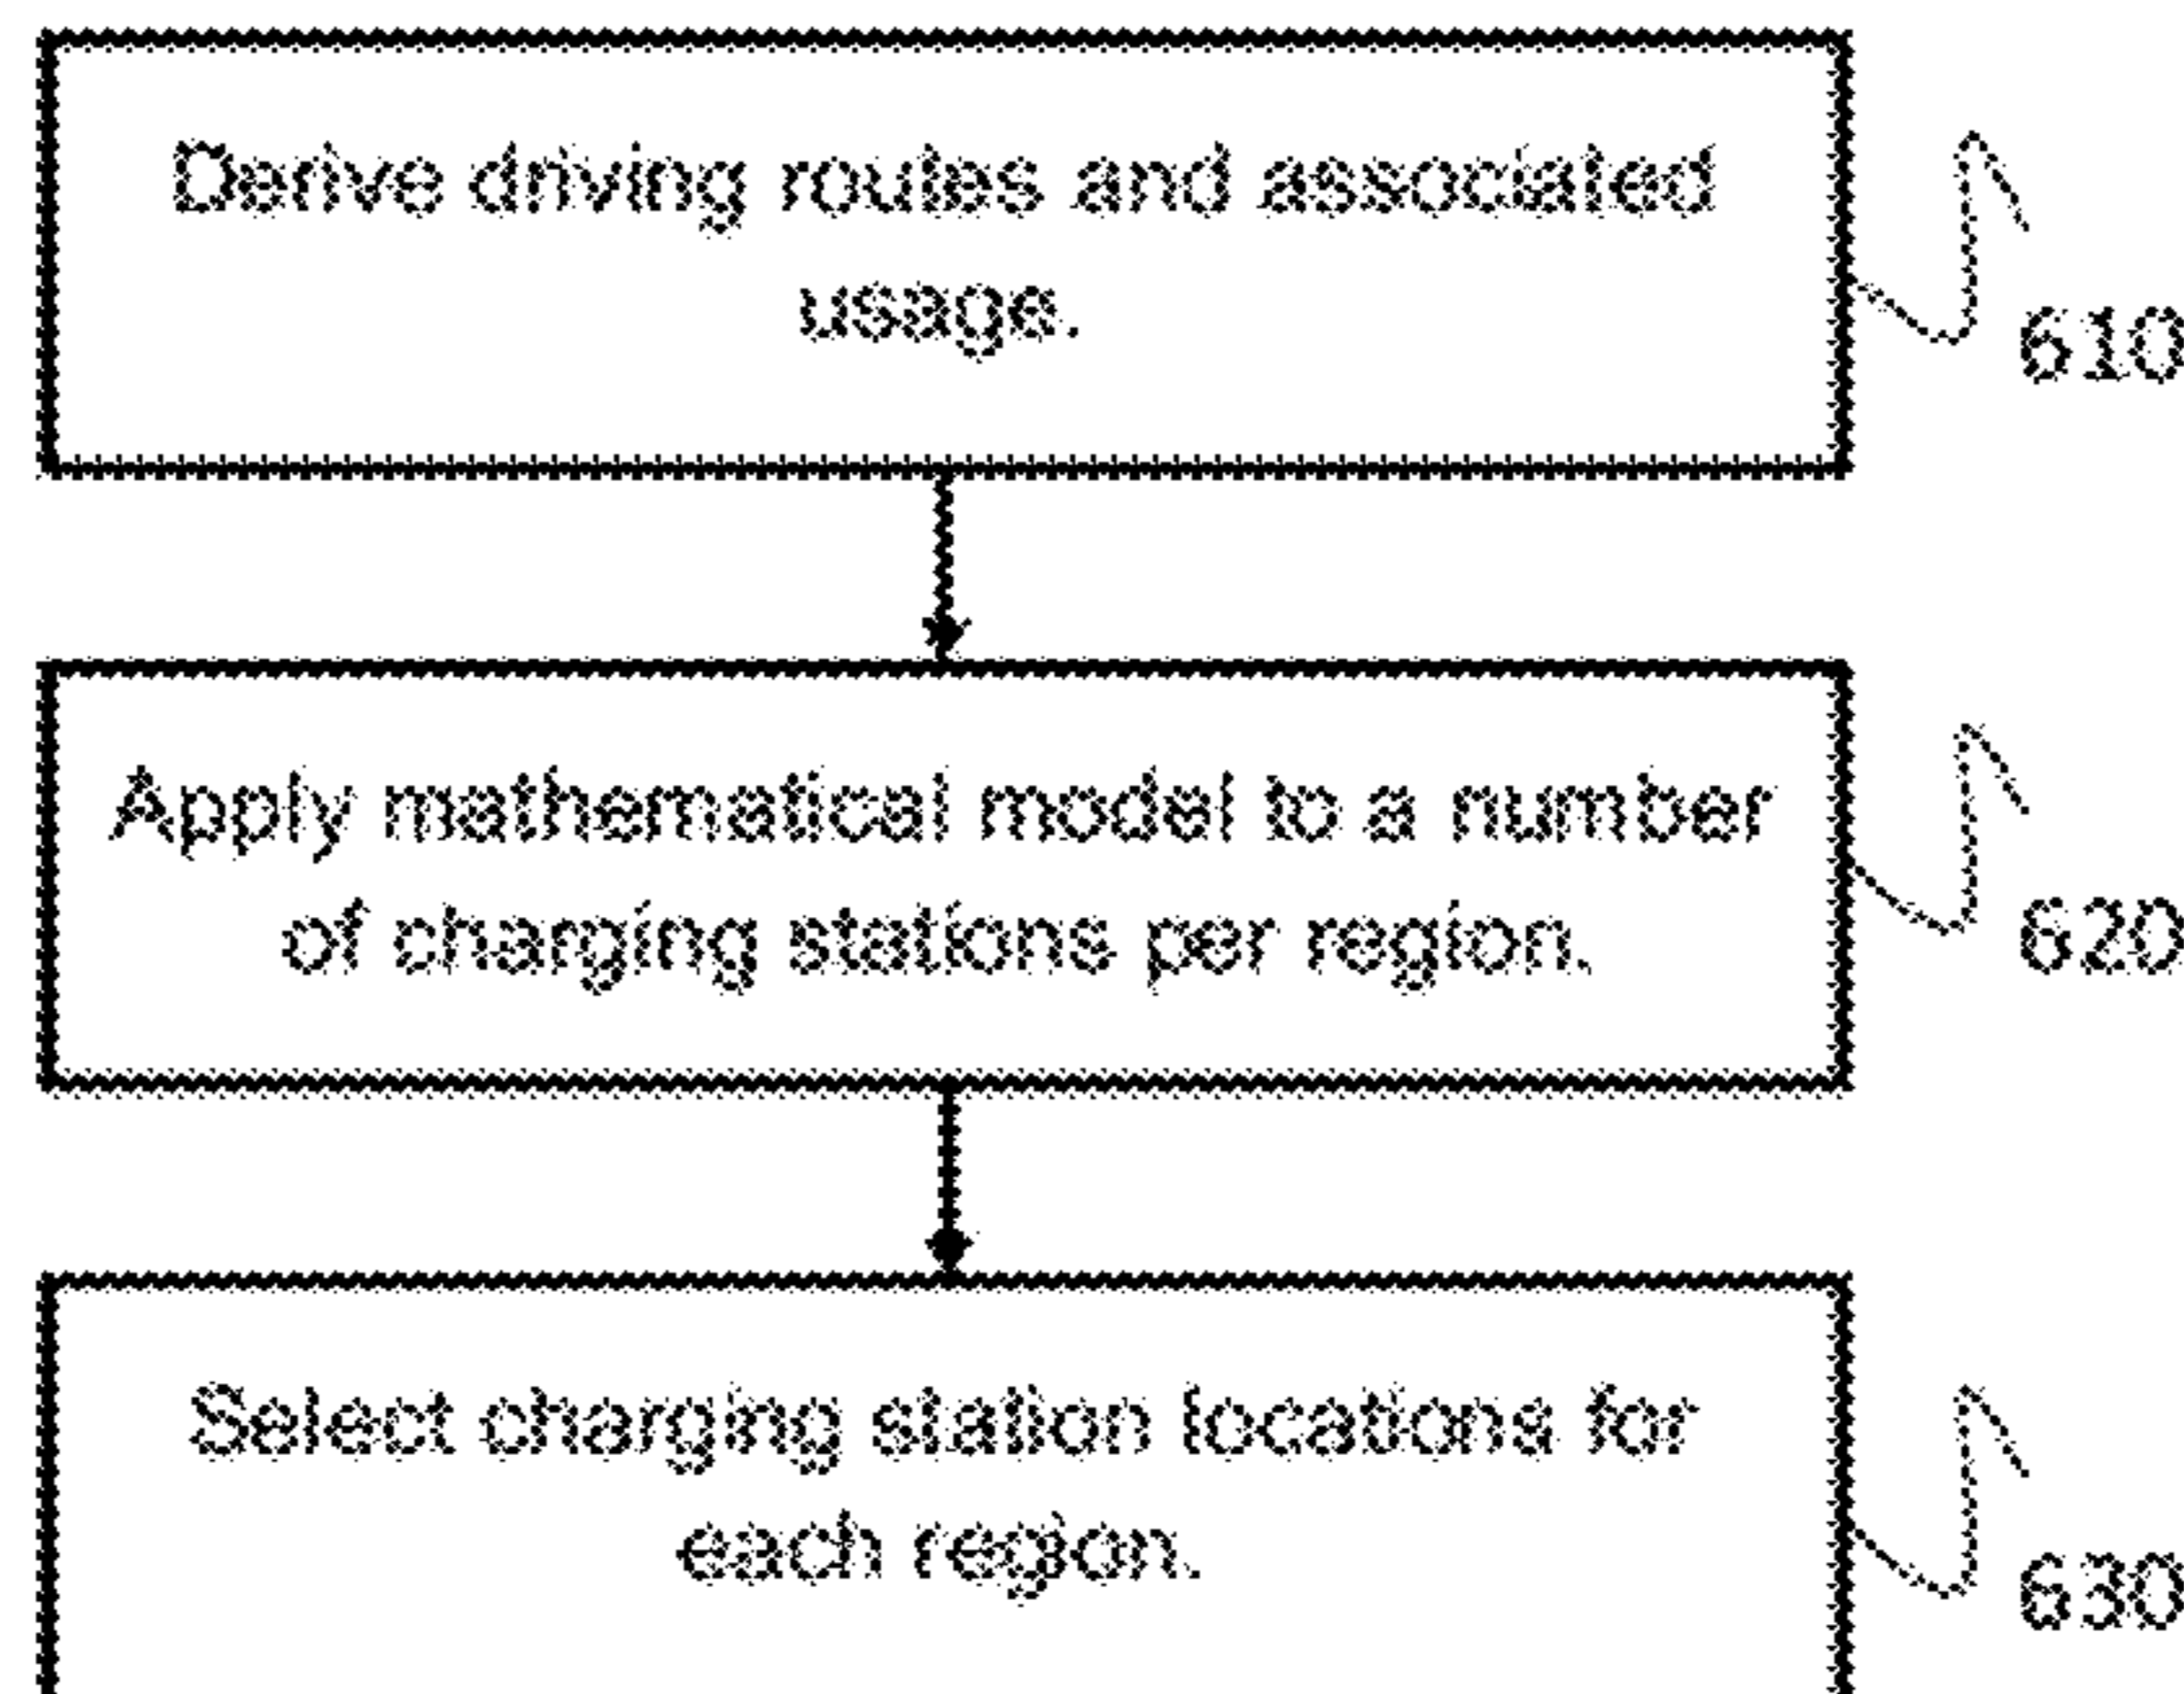 Derive driving routes and associated
usage.
610
Apply mathematical model to a number
of charging stations per region.
620
Select charging station locations for
each region.
630